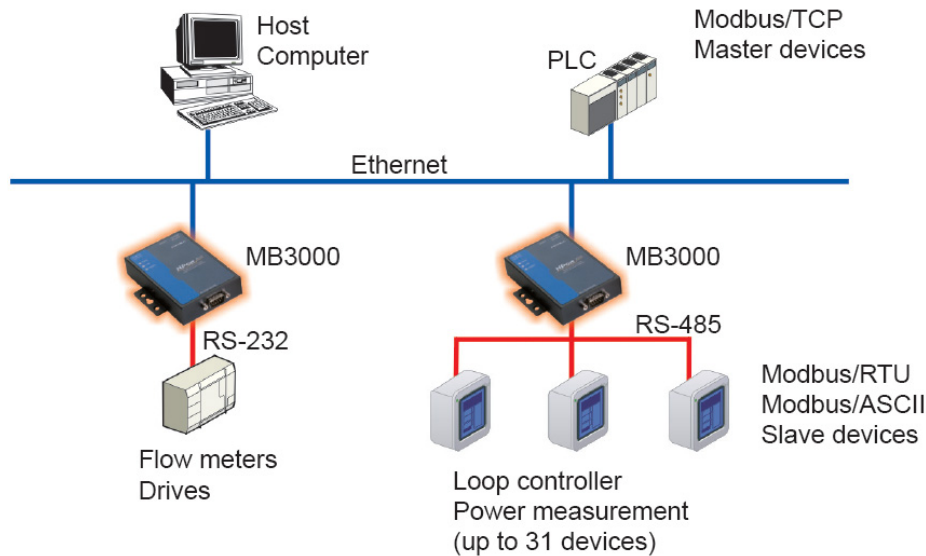 Host
Computer
Modbus/TCP
Master devices
PLC
Ethernet
MB3000
MB3000
RS-232
RS-485
Flow meters
Drives
Loop controller
Power measurement
(up to 31 devices)
Modbus/RTU
Modbus/ASCII
Slave devices